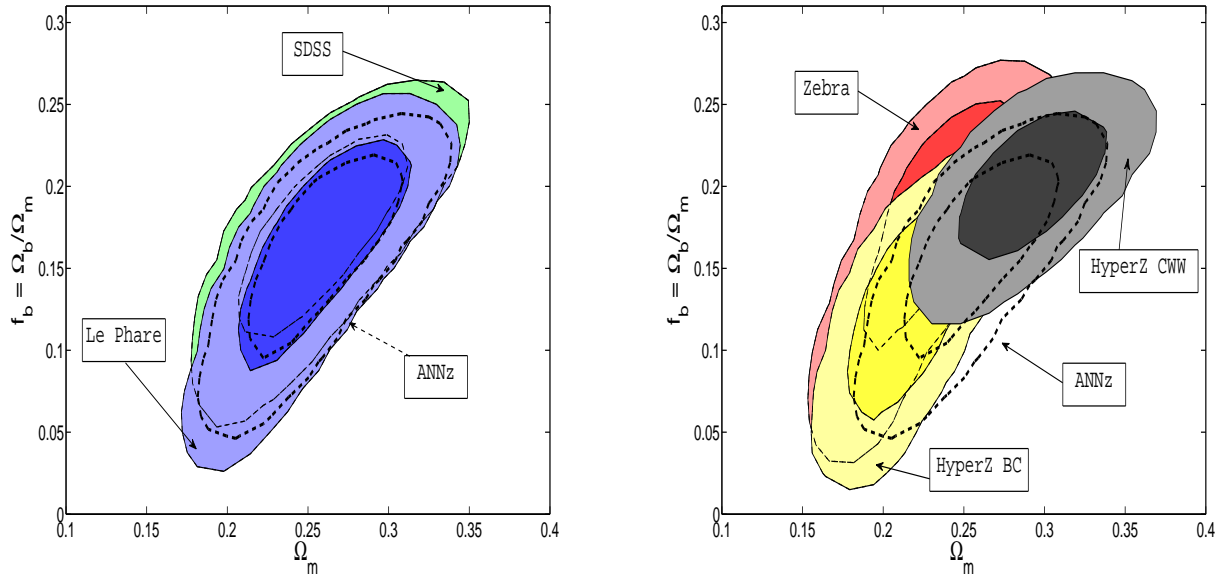 0.3
0.25
0.2
0.15
0.1
0.05
0
f_b = Ω_b/Ω_m
SDSS
Le Phare
ANNz
0.1 0.15 0.2 0.25 0.3 0.35 0.4
Ω_m
0.3
0.25
0.2
0.15
0.1
0.05
0
f_b = Ω_b/Ω_m
Zebra
HyperZ CWW
ANNz
HyperZ BC
0.1 0.15 0.2 0.25 0.3 0.35 0.4
Ω_m